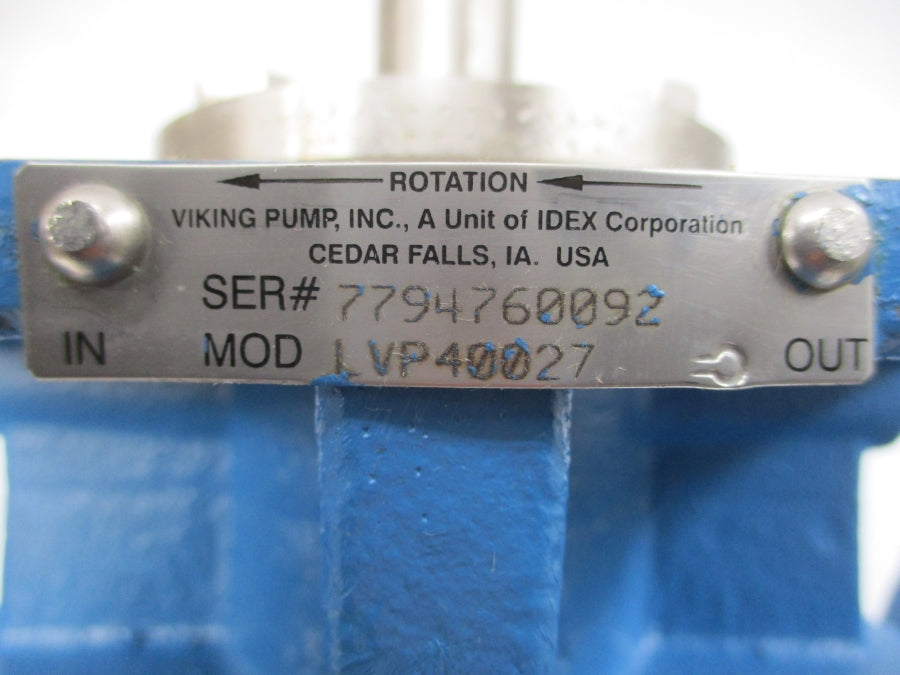 ROTATION
VIKING PUMP, INC., A Unit of IDEX Corporation
CEDAR FALLS, IA. USA
SER# 7794760092
IN MOD LVP40027 OUT